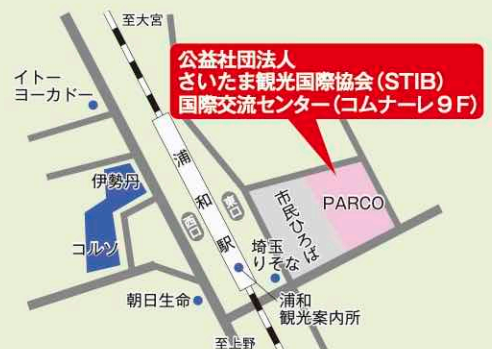 至大宮
公益社団法人
さいたま観光国際協会(STIB)
国際交流センター(コムナーレ9F)
イトー
ヨーカドー
浦和駅
伊勢丹
西口
東口
市民ひろば
PARCO
コルソ
埼玉
りそな
朝日生命
浦和
観光案内所
至上野